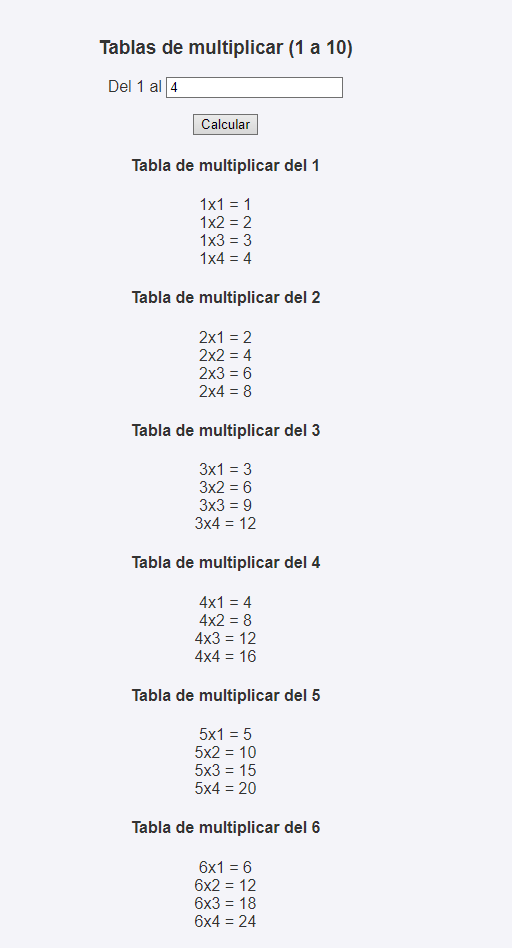 Tablas de multiplicar (1 a 10)
Del 1 al 4
Calcular
Tabla de multiplicar del 1
1x1 = 1
1x2 = 2
1x3 = 3
1x4 = 4
Tabla de multiplicar del 2
2x1 = 2
2x2 = 4
2x3 = 6
2x4 = 8
Tabla de multiplicar del 3
3x1 = 3
3x2 = 6
3x3 = 9
3x4 = 12
Tabla de multiplicar del 4
4x1 = 4
4x2 = 8
4x3 = 12
4x4 = 16
Tabla de multiplicar del 5
5x1 = 5
5x2 = 10
5x3 = 15
5x4 = 20
Tabla de multiplicar del 6
6x1 = 6
6x2 = 12
6x3 = 18
6x4 = 24